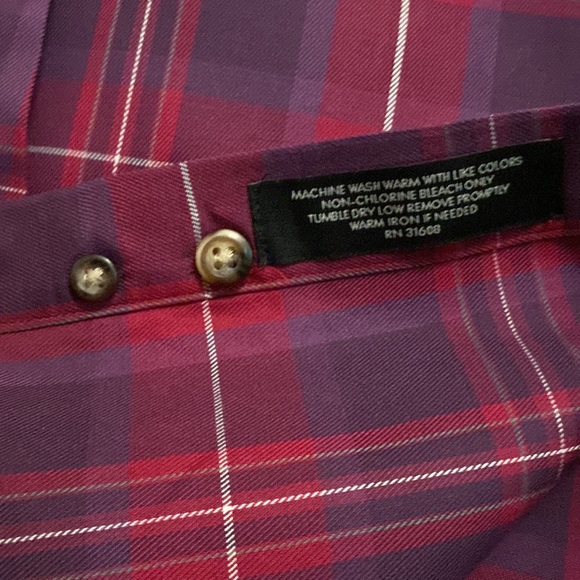 MACHINE WASH WARM WITH LIKE COLORS
NON-CHLORINE BLEACH ONLY
TUMBLE DRY LOW REMOVE PROMPTLY
WARM IRON IF NEEDED
RN 31608